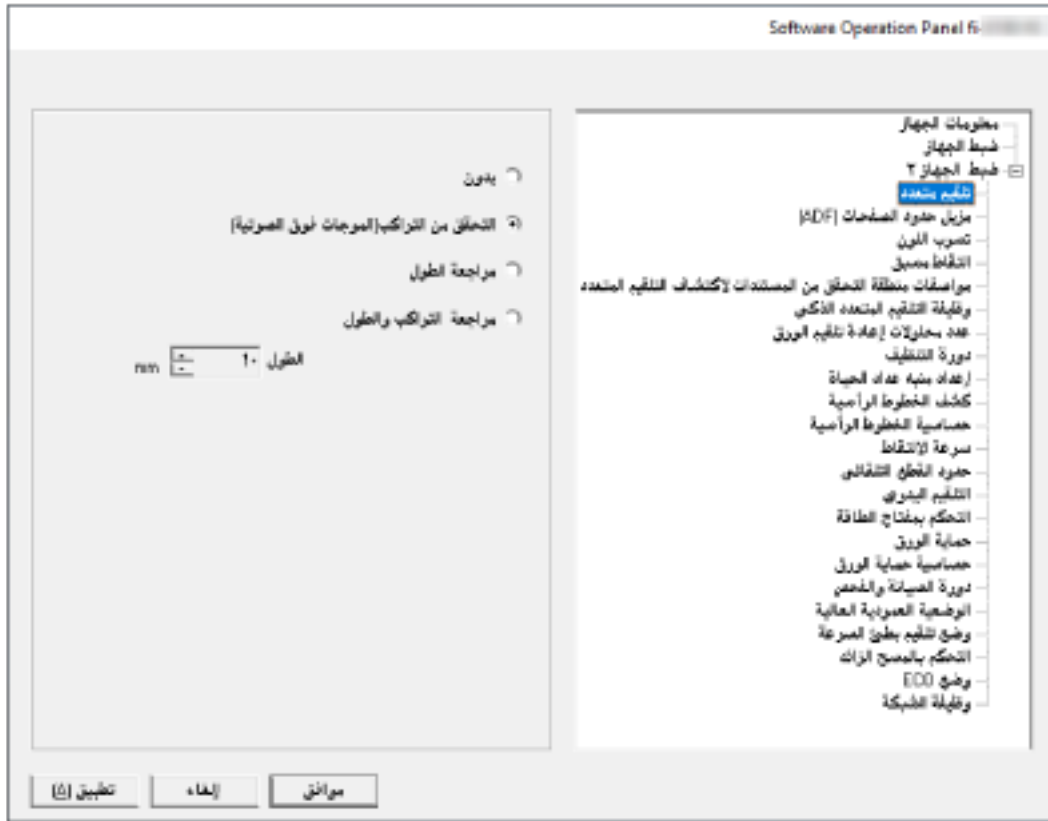 Software Operation Panel fi-
معلومات الجهاز
ضبط الجهاز
ضبط الجهاز ٢
تلقيم متعدد
مزيل حدود الصفحات (ADF)
تسرب اللون
التقاط مسبق
مواصفات منطقة التحقق من المستندات لاكتشاف التلقيم المتعدد
وظيفة التلقيم المتعدد الذكي
عدد محاولات إعادة تلقيم الورق
دورة التنظيف
إعداد منبه عداد الحياة
كشف الخطوط الرأسية
حساسية الخطوط الرأسية
سرعة الالتقاط
حدود القطع التلقائي
التلقيم اليدوي
التحكم بمفتاح الطاقة
حماية الورق
حساسية حماية الورق
دورة الصيانة والفحص
الوضعية العمودية العالية
وضع تلقيم بطئ السرعة
التحكم بالمسح الزائد
وضع ECO
وظيفة الشبكة
بدون
التحقق من التراكب(الموجات فوق الصوتية)
مراجعة الطول
مراجعة التراكب والطول
الطول ١٠ mm
موافق
إلغاء
تطبيق (A)